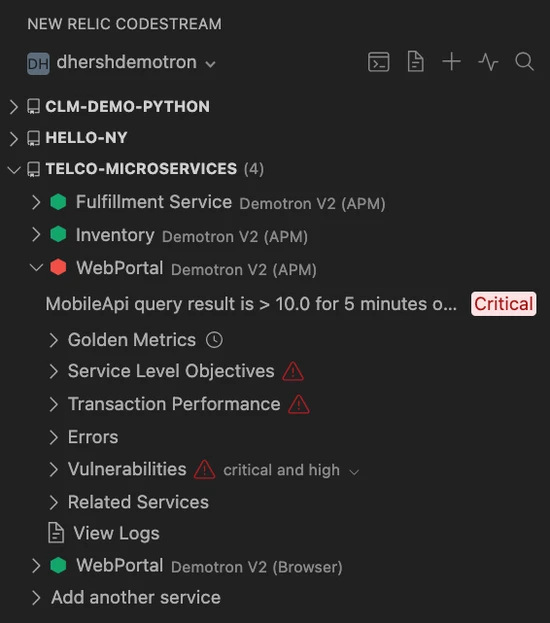 NEW RELIC CODESTREAM
DH dhershdemotron
CLM-DEMO-PYTHON
HELLO-NY
TELCO-MICROSERVICES (4)
Fulfillment Service Demotron V2 (APM)
Inventory Demotron V2 (APM)
WebPortal Demotron V2 (APM)
MobileApi query result is > 10.0 for 5 minutes o... Critical
Golden Metrics
Service Level Objectives
Transaction Performance
Errors
Vulnerabilities critical and high
Related Services
View Logs
WebPortal Demotron V2 (Browser)
Add another service